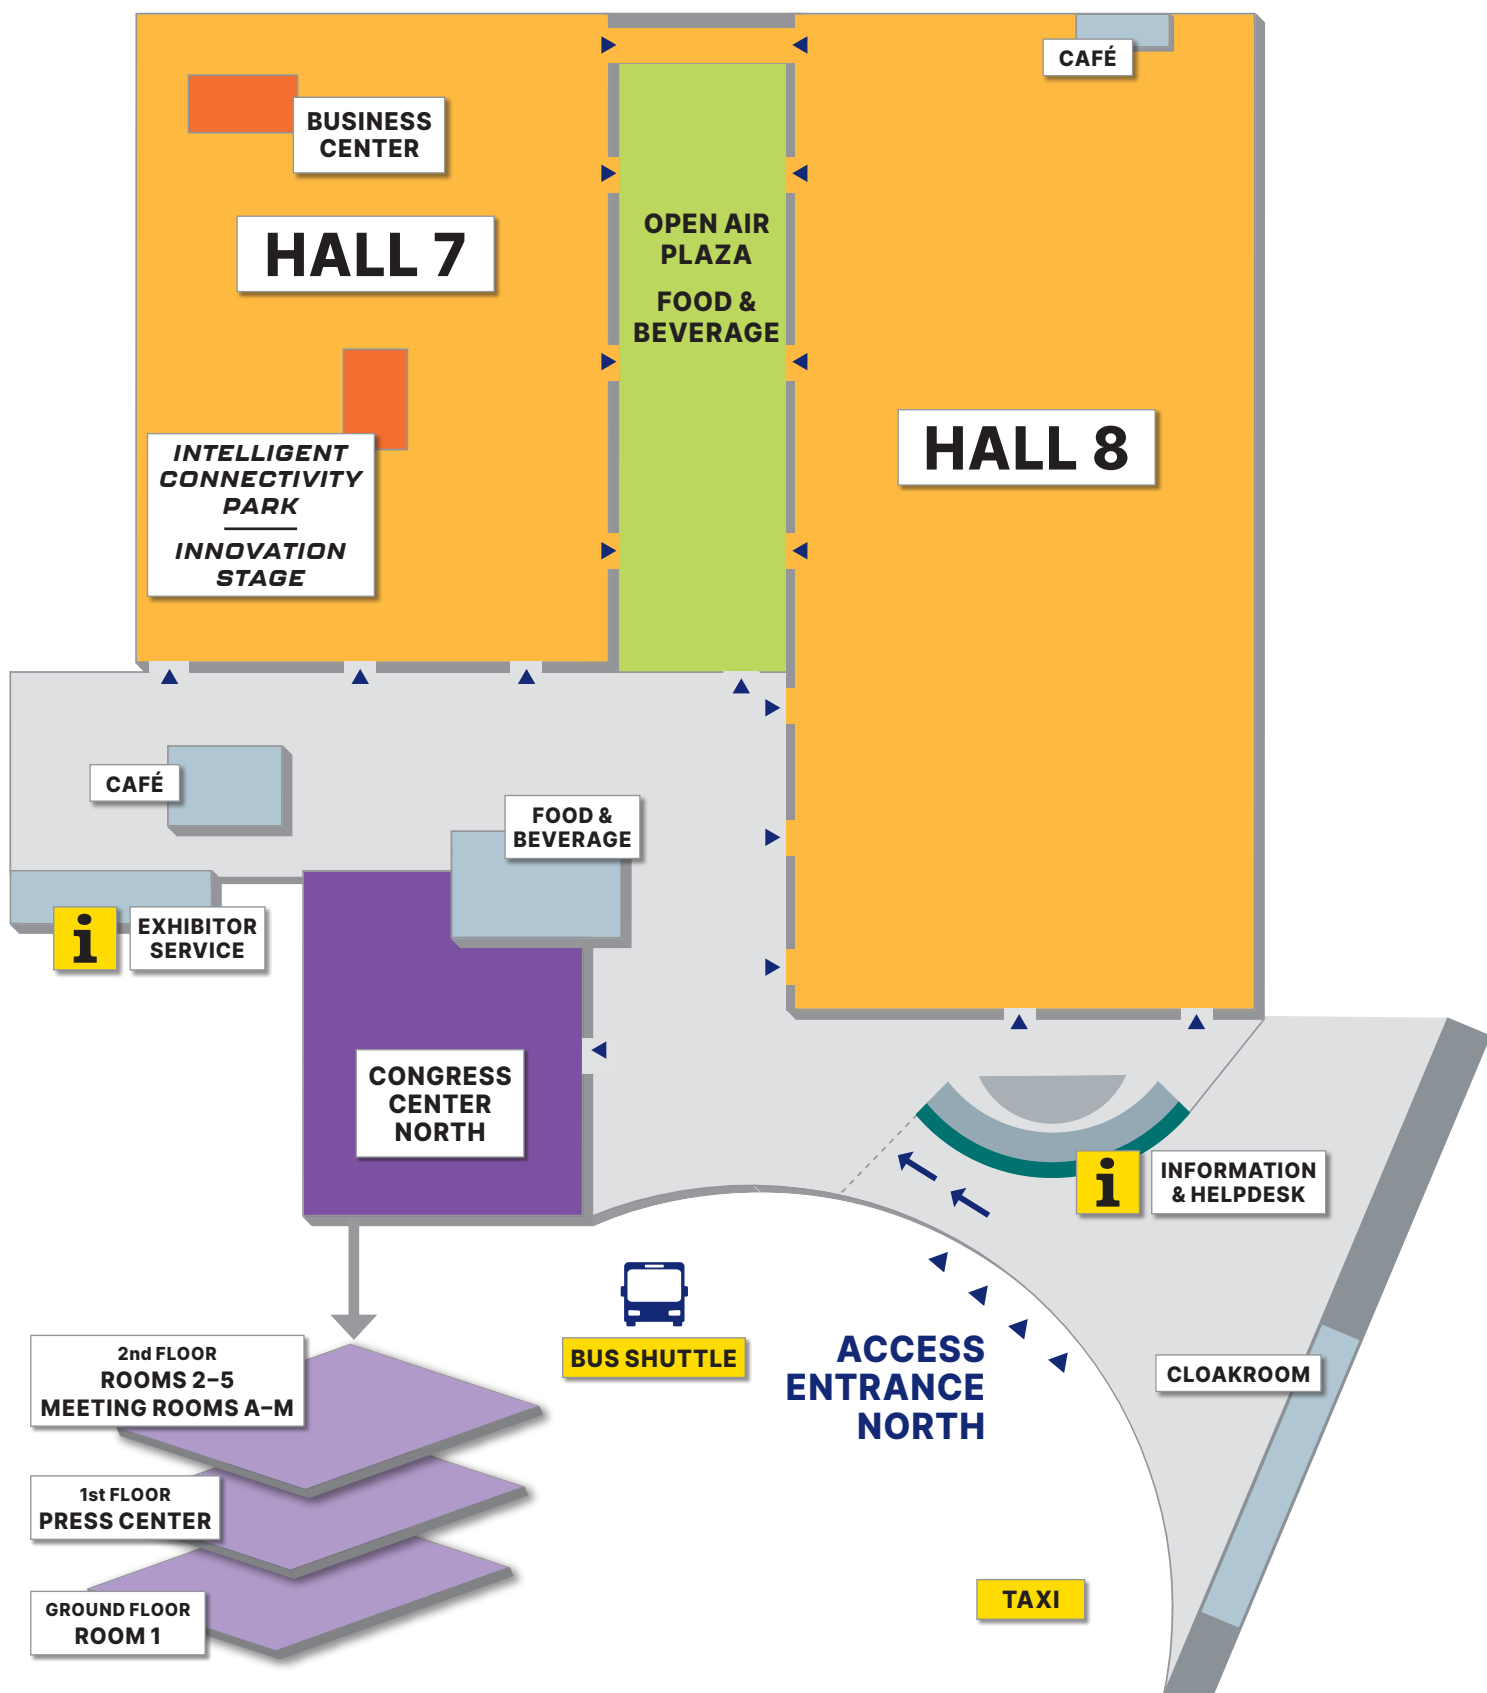 CAFÉ
BUSINESS
CENTER
HALL 7
OPEN AIR
PLAZA
FOOD &
BEVERAGE
HALL 8
INTELLIGENT
CONNECTIVITY
PARK
INNOVATION
STAGE
CAFÉ
FOOD &
BEVERAGE
i
EXHIBITOR
SERVICE
CONGRESS
CENTER
NORTH
i
INFORMATION
& HELPDESK
BUS SHUTTLE
ACCESS
ENTRANCE
NORTH
CLOAKROOM
2nd FLOOR
ROOMS 2–5
MEETING ROOMS A–M
1st FLOOR
PRESS CENTER
GROUND FLOOR
ROOM 1
TAXI